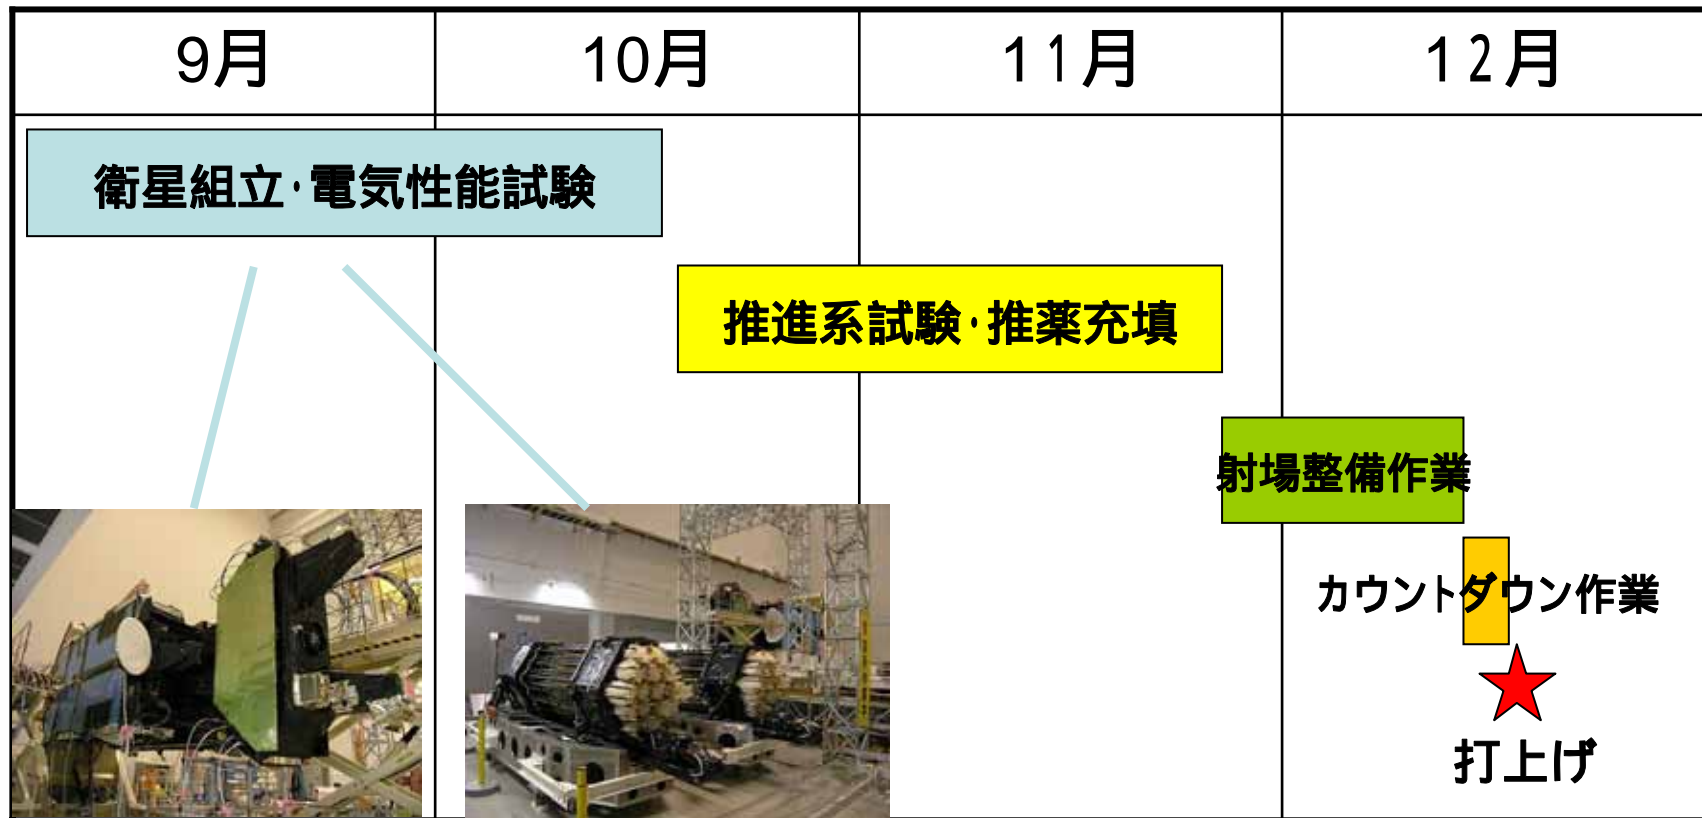 9月
10月
11月
12月
衛星組立･電気性能試験
推進系試験･推薬充填
射場整備作業
カウントダウン作業
打上げ